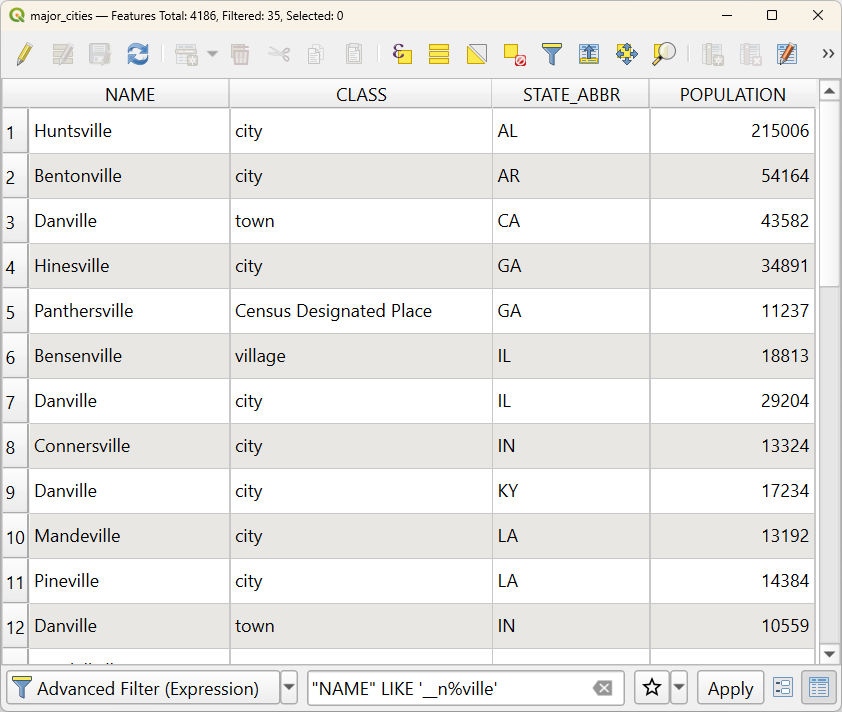 major_cities — Features Total: 4186, Filtered: 35, Selected: 0
NAME CLASS STATE_ABBR POPULATION
1 Huntsville city AL 215006
2 Bentonville city AR 54164
3 Danville town CA 43582
4 Hinesville city GA 34891
5 Panthersville Census Designated Place GA 11237
6 Bensenville village IL 18813
7 Danville city IL 29204
8 Connersville city IN 13324
9 Danville city KY 17234
10 Mandeville city LA 13192
11 Pineville city LA 14384
12 Danville town IN 10559
Advanced Filter (Expression) "NAME" LIKE '__n%ville' Apply